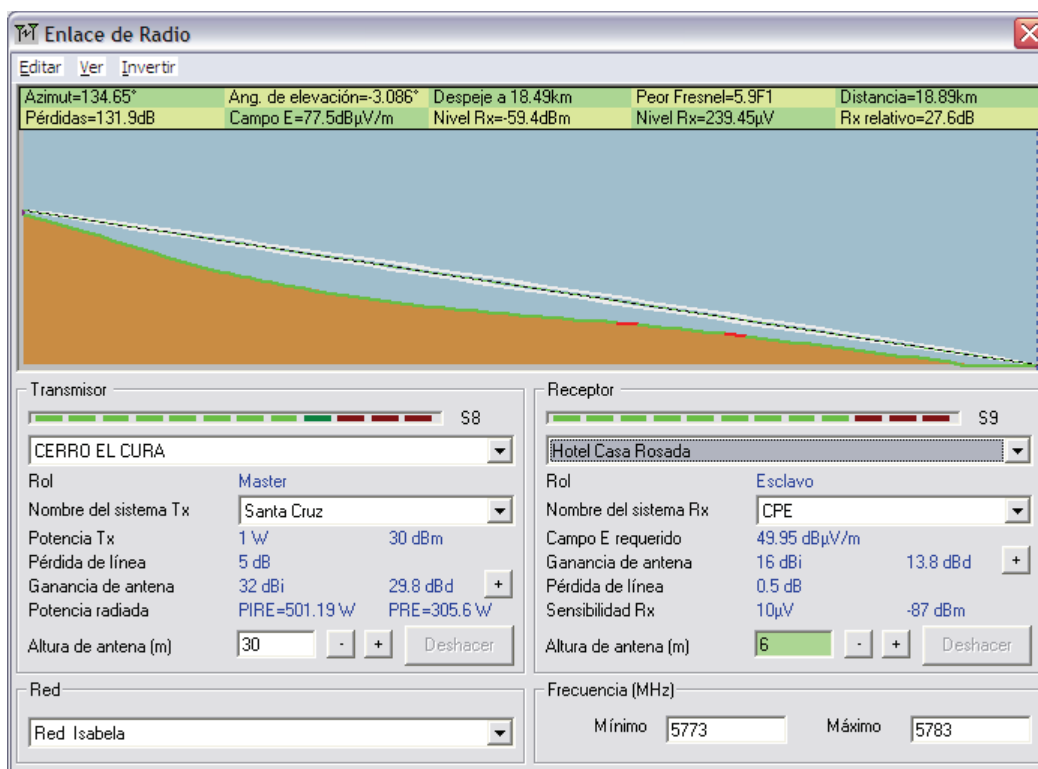 Enlace de Radio
Editar Ver Invertir
Azimut=134.65° Ang. de elevación=-3.086° Despeje a 18.49km Peor Fresnel=5.9F1 Distancia=18.89km
Pérdidas=131.9dB Campo E=77.5dBµV/m Nivel Rx=-59.4dBm Nivel Rx=239.45µV Rx relativo=27.6dB
Transmisor
S8
CERRO EL CURA
Rol Master
Nombre del sistema Tx Santa Cruz
Potencia Tx 1 W 30 dBm
Pérdida de línea 5 dB
Ganancia de antena 32 dBi 29.8 dBd +
Potencia radiada PIRE=501.19 W PRE=305.6 W
Altura de antena (m) 30 - + Deshacer
Receptor
S9
Hotel Casa Rosada
Rol Esclavo
Nombre del sistema Rx CPE
Campo E requerido 49.95 dBµV/m
Ganancia de antena 16 dBi 13.8 dBd +
Pérdida de línea 0.5 dB
Sensibilidad Rx 10µV -87 dBm
Altura de antena (m) 6 - + Deshacer
Red
Red Isabela
Frecuencia (MHz)
Mínimo 5773 Máximo 5783